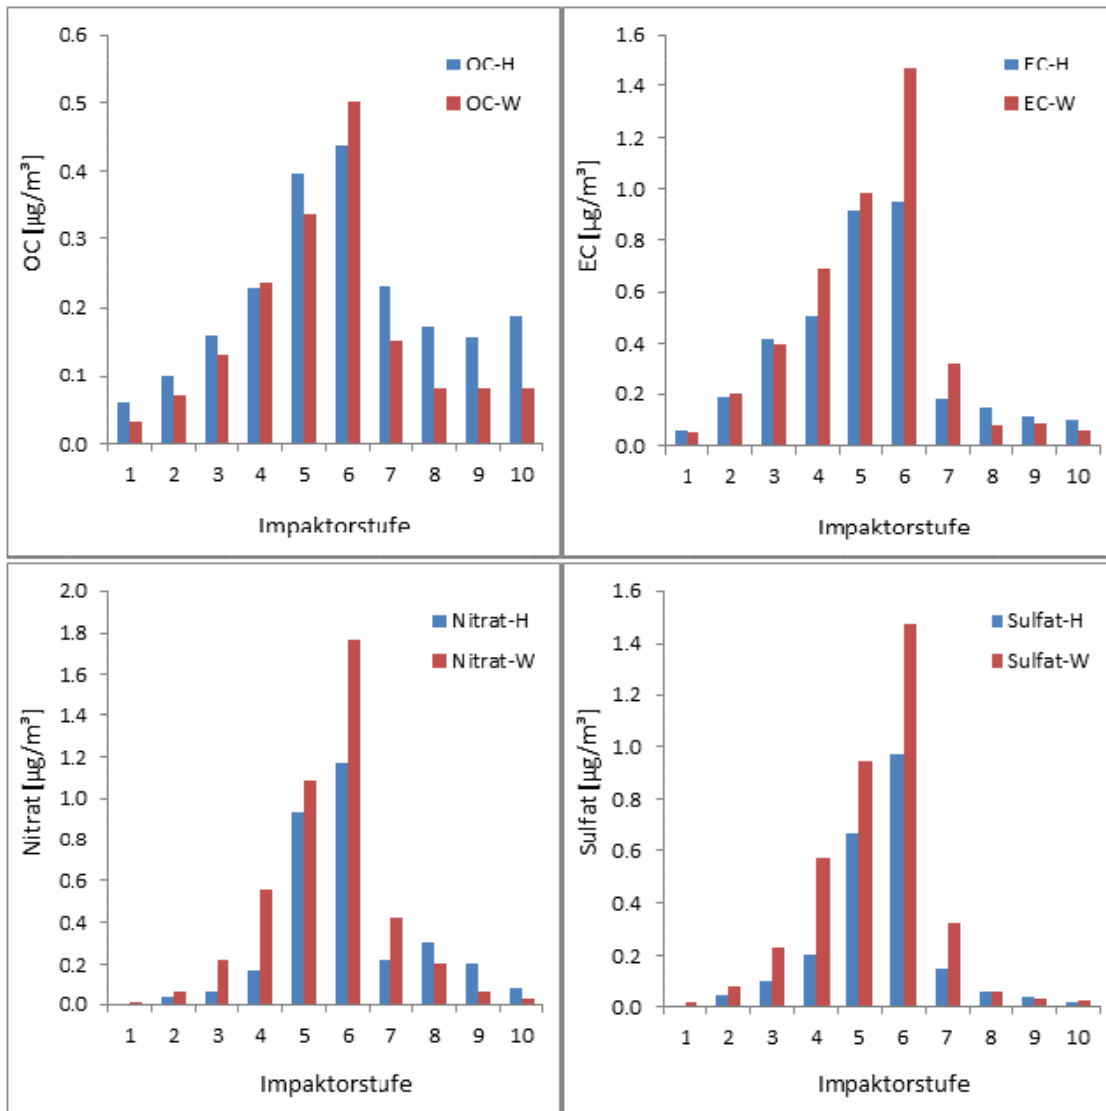 0.6
0.5
0.4
0.3
0.2
0.1
0.0
OC [µg/m³]
OC-H
OC-W
1 2 3 4 5 6 7 8 9 10
Impaktorstufe
1.6
1.4
1.2
1.0
0.8
0.6
0.4
0.2
0.0
EC [µg/m³]
EC-H
EC-W
1 2 3 4 5 6 7 8 9 10
Impaktorstufe
2.0
1.8
1.6
1.4
1.2
1.0
0.8
0.6
0.4
0.2
0.0
Nitrat [µg/m³]
Nitrat-H
Nitrat-W
1 2 3 4 5 6 7 8 9 10
Impaktorstufe
1.6
1.4
1.2
1.0
0.8
0.6
0.4
0.2
0.0
Sulfat [µg/m³]
Sulfat-H
Sulfat-W
1 2 3 4 5 6 7 8 9 10
Impaktorstufe